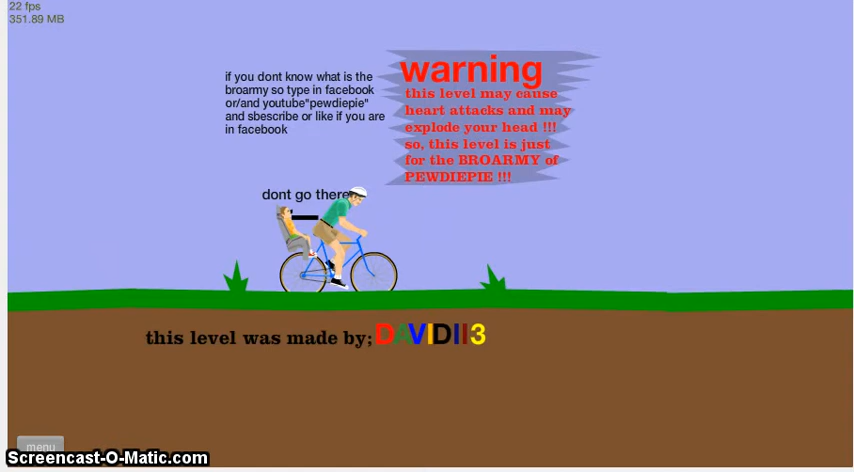 22 fps
351.89 MB
if you dont know what is the
broarmy so type in facebook
or/and youtube"pewdiepie"
and sbescribe or like if you are
in facebook
warning
this level may cause
heart attacks and may
explode your head !!!
so, this level is just
for the BROARMY of
PEWDIEPIE !!!
dont go there
this level was made by;DAVIDII3
menu
Screencast-O-Matic.com